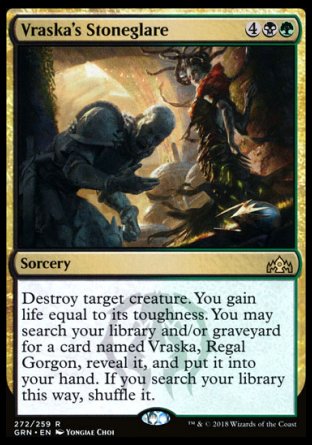 Vraska's Stoneglare 4
Sorcery
Destroy target creature. You gain
life equal to its toughness. You may
search your library and/or graveyard
for a card named Vraska, Regal
Gorgon, reveal it, and put it into
your hand. If you search your library
this way, shuffle it.
272/259 R
GRN • EN Yongjae Choi
™ & © 2018 Wizards of the Coast